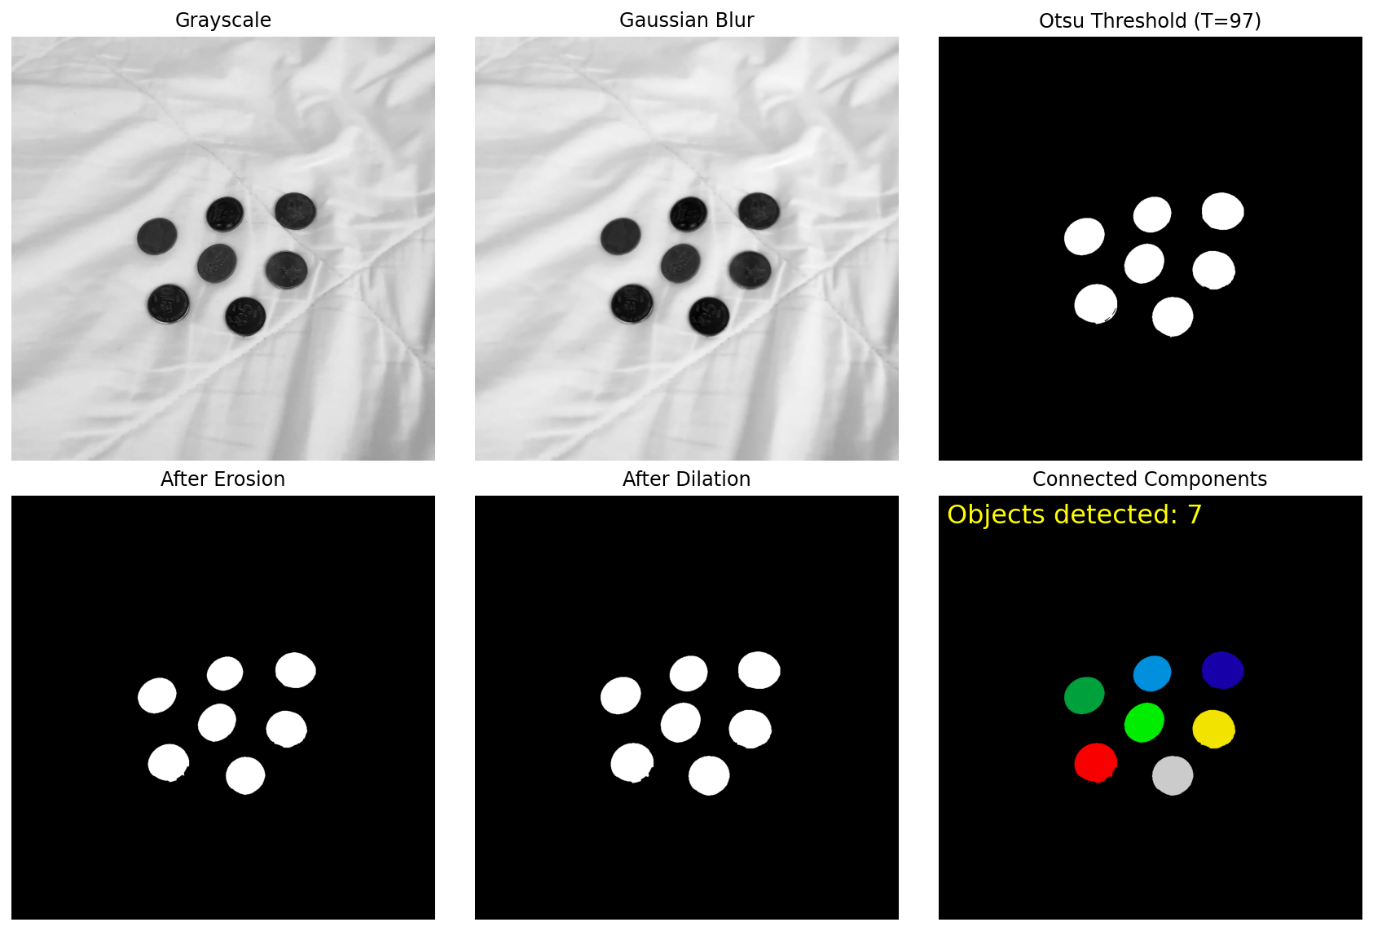 Grayscale
Gaussian Blur
Otsu Threshold (T=97)
After Erosion
After Dilation
Connected Components
Objects detected: 7